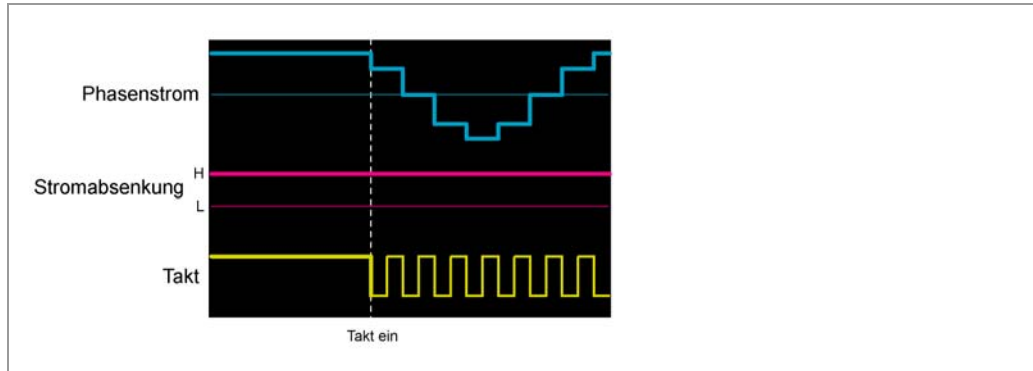 Phasenstrom
H
Stromabsenkung
L
Takt
Takt ein